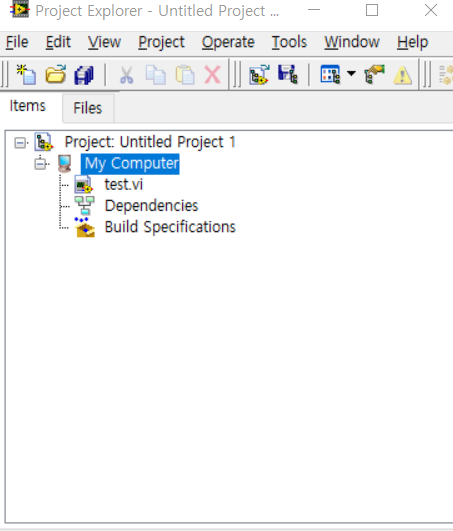 Project Explorer - Untitled Project ...
File Edit View Project Operate Tools Window Help
Items Files
Project: Untitled Project 1
My Computer
test.vi
Dependencies
Build Specifications